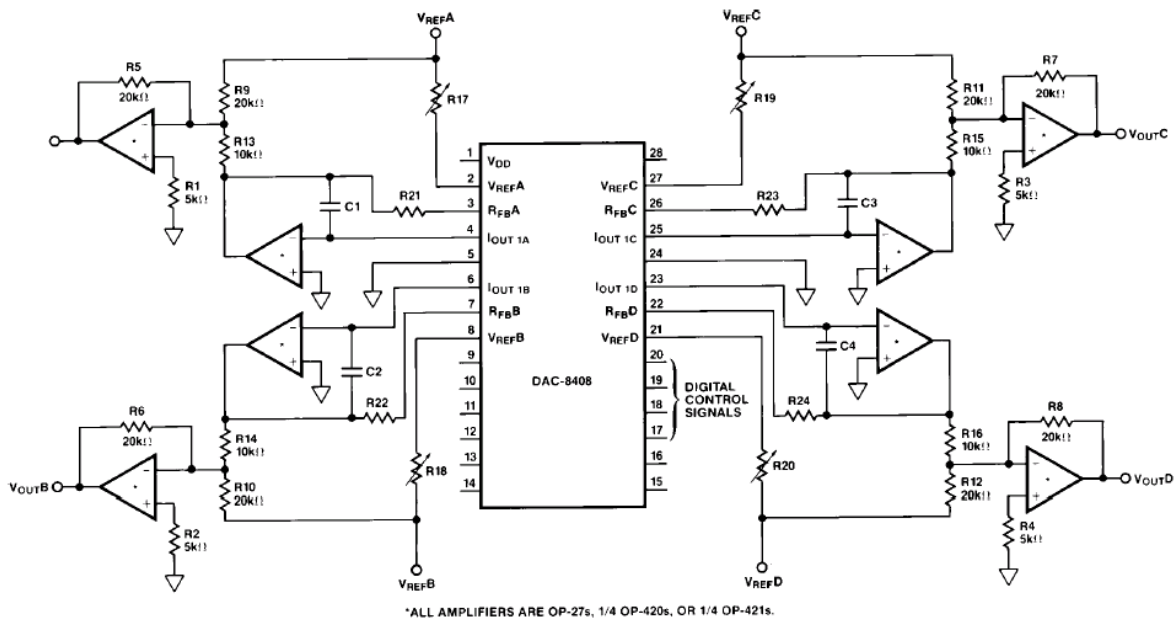 VREFA
VREFC
R5
20kΩ
R9
20kΩ
R17
R13
10kΩ
-
*
+
R1
5kΩ
C1
R21
-
*
+
1
VDD
2
VREFA
3
RFBA
4
IOUT 1A
5
6
IOUT 1B
7
RFBB
8
VREFB
9
10
11
12
13
14
DAC-8408
28
27
VREFC
26
RFBC
25
IOUT 1C
24
23
IOUT 1D
22
RFBD
21
VREFD
20
19
18
17
16
15
DIGITAL
CONTROL
SIGNALS
R19
R11
20kΩ
R7
20kΩ
R15
10kΩ
-
*
+
VOUTC
R3
5kΩ
R23
C3
-
*
+
-
*
+
C2
R22
R6
20kΩ
R14
10kΩ
R10
20kΩ
-
*
+
VOUTB
R2
5kΩ
R18
VREFB
-
*
+
C4
R24
R20
R16
10kΩ
R12
20kΩ
R8
20kΩ
-
*
+
VOUTD
R4
5kΩ
VREFD
*ALL AMPLIFIERS ARE OP-27s, 1/4 OP-420s, OR 1/4 OP-421s.